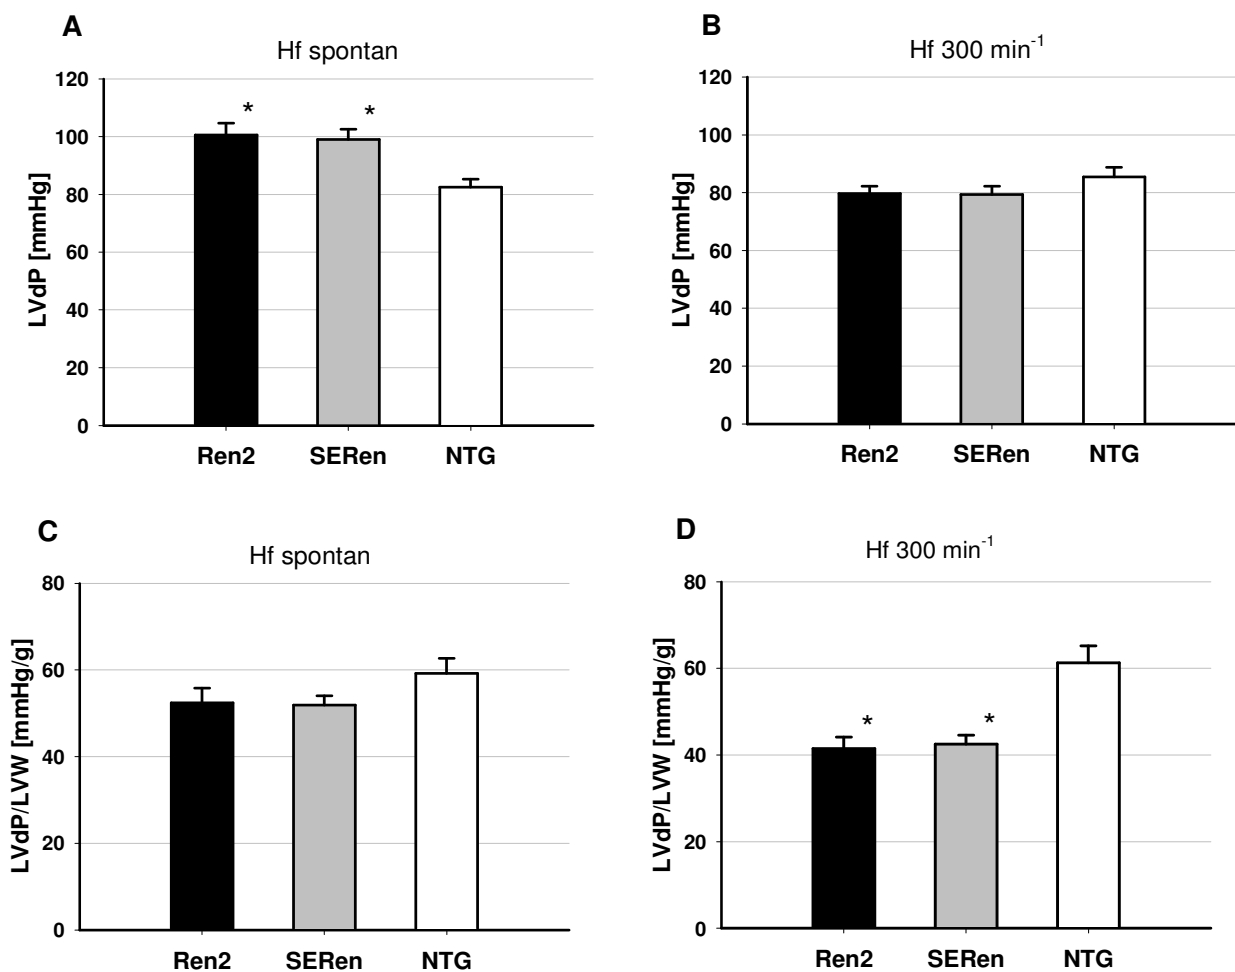 A
Hf spontan
LVdP [mmHg]
120
100
80
60
40
20
0
* *
Ren2 SERen NTG
B
Hf 300 min⁻¹
LVdP [mmHg]
120
100
80
60
40
20
0
Ren2 SERen NTG
C
Hf spontan
LVdP/LVW [mmHg/g]
80
60
40
20
0
Ren2 SERen NTG
D
Hf 300 min⁻¹
LVdP/LVW [mmHg/g]
80
60
40
20
0
* *
Ren2 SERen NTG